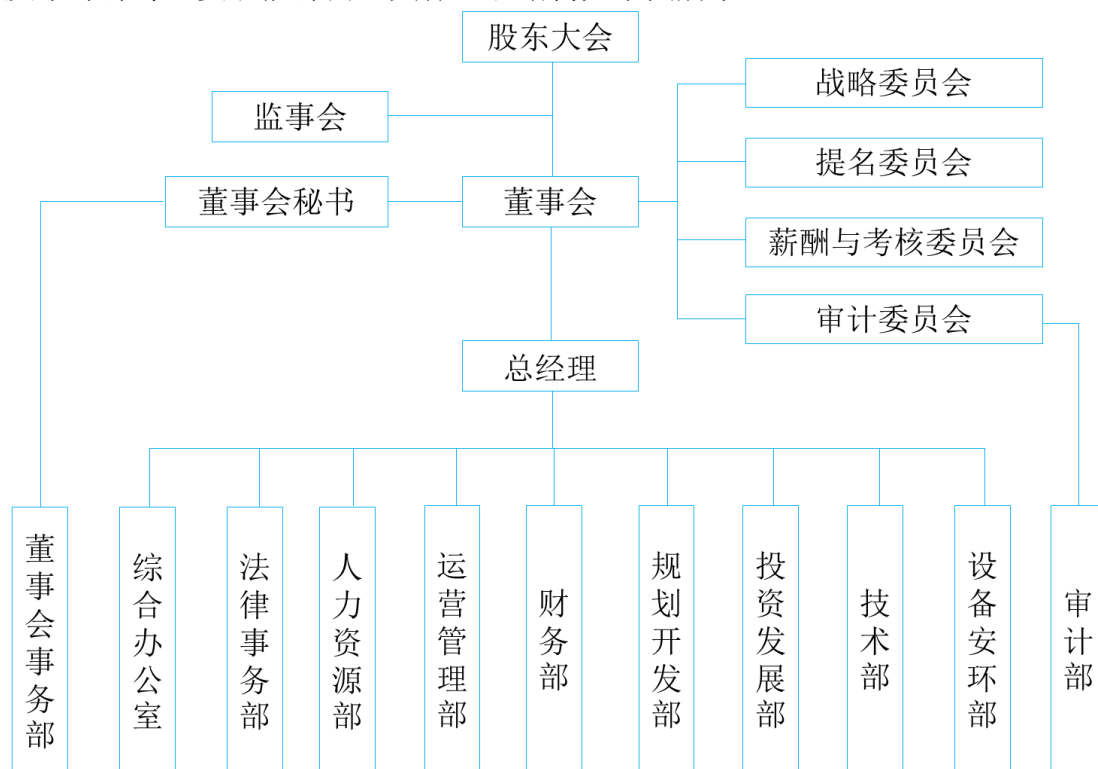 股东大会
战略委员会
监事会
提名委员会
董事会秘书
董事会
薪酬与考核委员会
审计委员会
总经理
董事会事务部
综合办公室
法律事务部
人力资源部
运营管理部
财务部
规划开发部
投资发展部
技术部
设备安环部
审计部